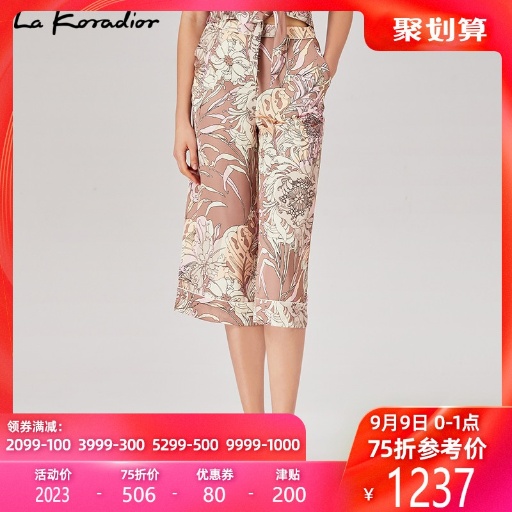 La Koradior
聚划算
领券满减:
2099-100 3999-300 5299-500 9999-1000
活动价 75折价 优惠券 津贴
2023 - 506 - 80 - 200
9月9日 0-1点
75折参考价
¥ 1237